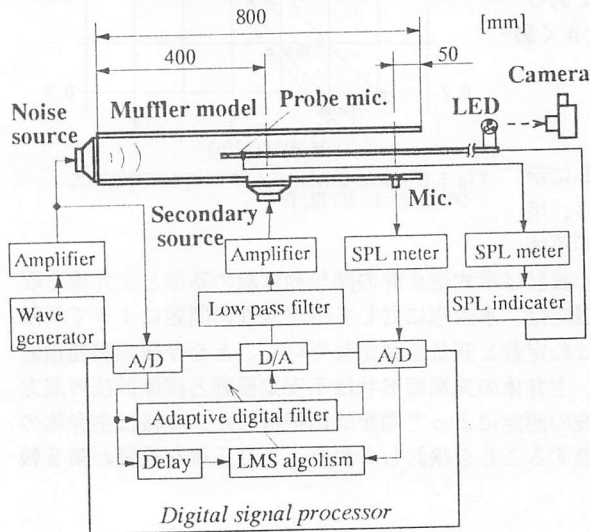 800
[mm]
400
50
Camera
Noise source
Muffler model
Probe mic.
LED
Secondary source
Mic.
Amplifier
Amplifier
SPL meter
SPL meter
Wave generator
Low pass filter
SPL indicater
A/D
D/A
A/D
Adaptive digital filter
Delay
LMS algolism
Digital signal processor